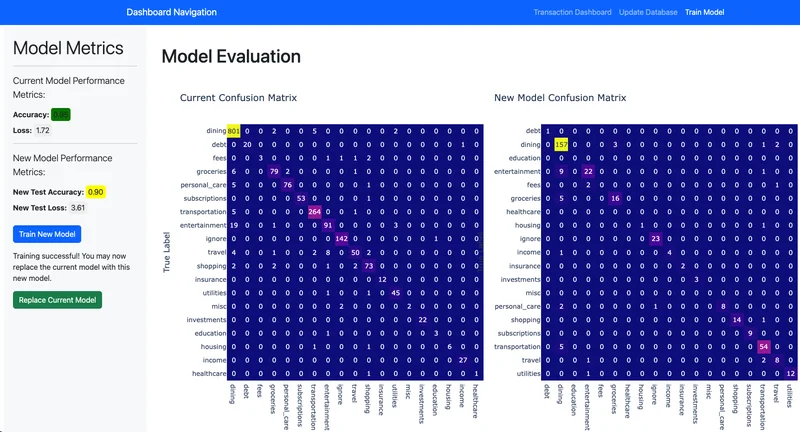 Dashboard Navigation
Transaction Dashboard Update Database Train Model
Model Metrics
Current Model Performance Metrics:
Accuracy: 0.95
Loss: 1.72
New Model Performance Metrics:
New Test Accuracy: 0.90
New Test Loss: 3.61
Train New Model
Training successful! You may now
replace the current model with this
new model.
Replace Current Model
Model Evaluation
Current Confusion Matrix
True Label
dining 801 0 0 2 0 0 5 0 0 0 0 0 2 0 0 0 0 0 0
debt 0 20 0 0 0 0 0 0 0 0 0 0 0 0 0 0 0 1 0
fees 0 0 3 0 0 0 0 1 1 1 2 0 0 0 0 0 0 0 0
groceries 6 0 0 79 2 0 0 0 0 1 0 0 0 0 0 0 0 0 0
personal_care 5 0 0 0 76 0 0 0 0 0 1 0 0 0 0 0 0 0 0
subscriptions 0 0 0 0 0 53 0 0 0 0 1 0 0 0 0 0 0 0 0
transportation 5 0 0 0 0 0 264 0 0 1 0 0 0 0 0 0 0 0 0
entertainment 19 0 0 1 0 0 1 91 0 0 0 0 3 0 0 0 0 0 0
ignore 0 0 0 0 0 0 0 0 142 0 0 0 0 0 0 1 0 0 0
travel 4 0 0 1 0 0 2 8 1 50 2 0 0 0 0 0 0 0 0
shopping 2 0 0 2 0 0 0 1 0 2 73 0 0 0 0 0 0 0 0
insurance 0 0 0 0 0 0 0 0 0 0 0 12 0 0 0 0 0 0 0
utilities 0 0 0 0 0 0 0 1 0 0 1 0 45 0 0 0 0 0 0
misc 0 0 0 0 0 0 0 0 2 0 0 0 0 2 0 0 0 0 0
investments 0 0 0 0 0 0 0 0 0 0 0 0 0 0 22 0 0 0 0
education 0 0 0 0 0 0 0 1 0 0 0 0 0 0 0 3 0 0 0
housing 0 0 0 0 0 0 1 0 0 0 1 0 0 0 0 0 6 0 0
income 0 0 0 0 0 0 0 0 0 0 0 0 0 0 0 0 0 27 0
healthcare 0 0 0 0 0 0 0 0 0 0 1 0 0 0 0 0 0 0 1
dining debt fees groceries personal_care subscriptions transportation entertainment ignore travel shopping insurance utilities misc investments education housing income healthcare
New Model Confusion Matrix
debt 1 0 0 0 0 0 0 0 0 0 0 0 0 0 0 0 0 0 0
dining 0 157 0 0 0 3 0 0 0 0 0 0 0 0 0 0 1 2 0
education 0 0 0 0 0 0 0 0 0 0 0 0 0 0 0 0 0 0 0
entertainment 0 9 0 22 0 0 0 0 0 0 0 0 0 0 0 0 0 0 0
fees 0 0 0 2 0 0 0 0 0 0 0 0 0 0 0 0 0 1 0
groceries 0 5 0 0 0 16 0 0 0 0 0 0 0 0 0 0 0 0 0
healthcare 0 0 0 0 0 0 0 0 0 0 0 0 0 0 0 0 0 0 0
housing 0 0 0 0 0 0 0 1 0 0 0 0 0 0 0 0 1 0 0
ignore 0 0 0 0 0 0 0 0 23 0 0 0 0 0 0 0 0 0 0
income 0 1 0 0 0 0 0 0 0 4 0 0 0 0 0 0 0 0 0
insurance 0 0 0 0 0 0 0 0 0 0 2 0 0 0 0 0 0 0 0
investments 0 0 0 0 0 0 0 0 0 0 0 3 0 0 0 0 0 0 0
misc 0 0 0 0 0 0 0 0 0 0 0 0 0 0 0 0 0 0 0
personal_care 0 2 0 0 0 0 0 0 1 0 0 0 0 8 0 0 0 0 0
shopping 0 0 0 0 0 0 0 0 0 0 0 0 0 0 14 0 1 0 0
subscriptions 0 0 0 0 0 0 0 0 0 0 0 0 0 0 0 9 0 0 0
transportation 0 5 0 0 0 0 0 0 0 0 0 0 0 0 0 0 54 0 0
travel 0 0 0 1 0 0 0 0 0 0 0 0 0 0 0 0 2 8 0
utilities 0 0 0 1 0 0 0 0 0 0 0 0 0 0 0 0 0 0 12
debt dining education entertainment fees groceries healthcare housing ignore income insurance investments misc personal_care shopping subscriptions transportation travel utilities